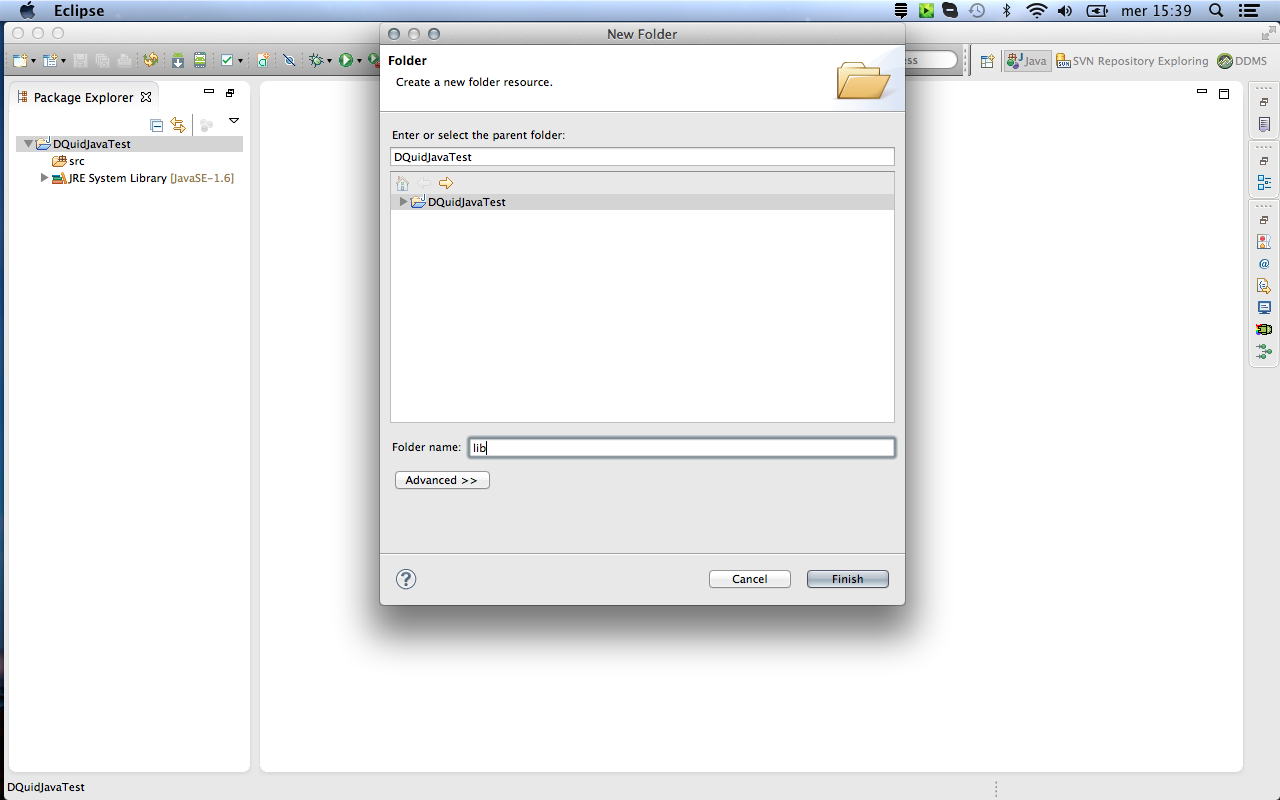 Eclipse
mer 15:39
New Folder
Folder
Create a new folder resource.
Java
SVN Repository Exploring
DDMS
Package Explorer
DQuidJavaTest
src
JRE System Library [JavaSE-1.6]
Enter or select the parent folder:
DQuidJavaTest
DQuidJavaTest
Folder name:
lib
Advanced >>
?
Cancel
Finish
DQuidJavaTest